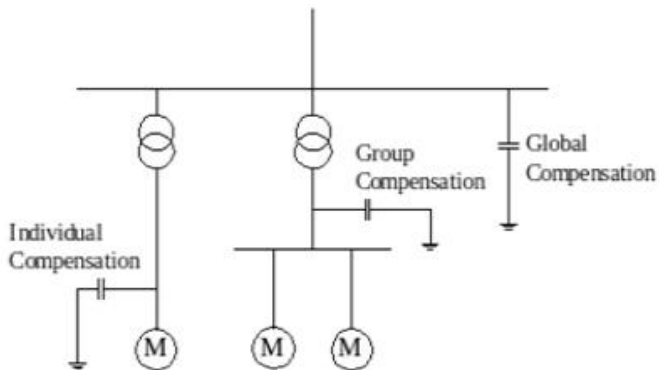 Group
Compensation
Global
Compensation
Individual
Compensation
M
M
M